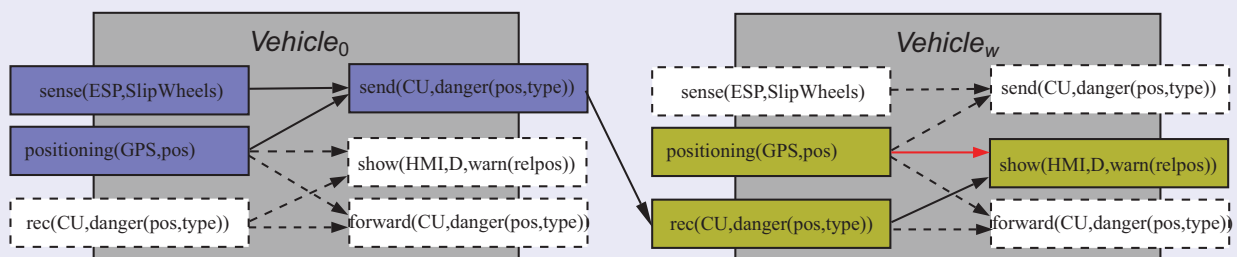 Vehicle0
sense(ESP,SlipWheels)
send(CU,danger(pos,type))
positioning(GPS,pos)
show(HMI,D,warn(relpos))
rec(CU,danger(pos,type))
forward(CU,danger(pos,type))
Vehiclew
sense(ESP,SlipWheels)
send(CU,danger(pos,type))
positioning(GPS,pos)
show(HMI,D,warn(relpos))
rec(CU,danger(pos,type))
forward(CU,danger(pos,type))